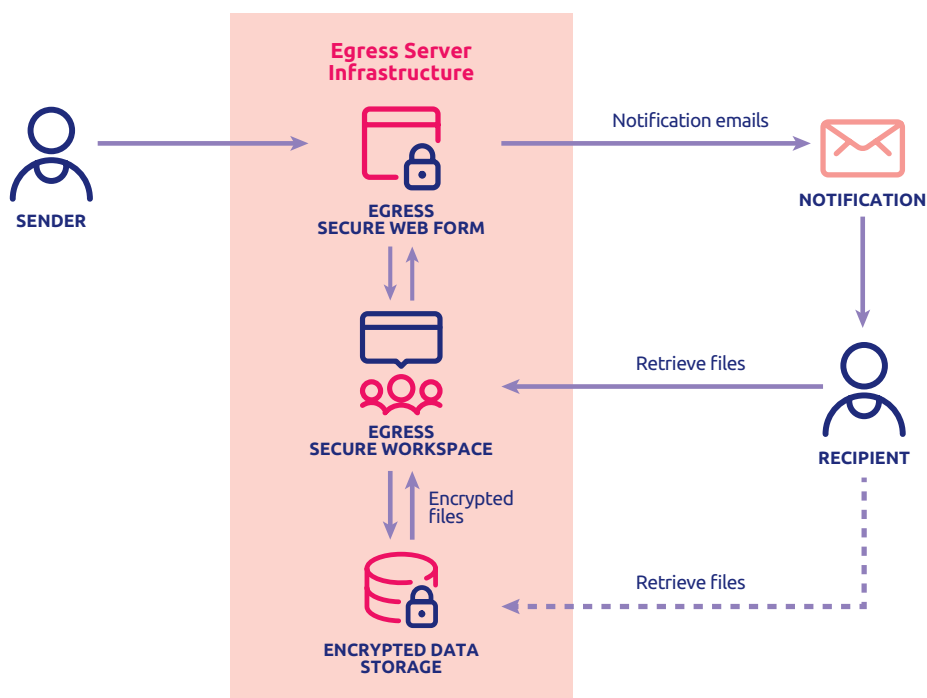 Egress Server
Infrastructure
Notification emails
SENDER
EGRESS
SECURE WEB FORM
NOTIFICATION
Retrieve files
EGRESS
SECURE WORKSPACE
RECIPIENT
Encrypted
files
Retrieve files
ENCRYPTED DATA
STORAGE